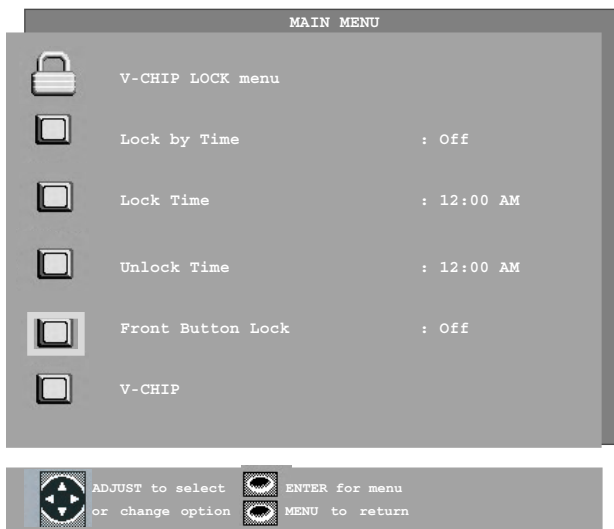 MAIN MENU
V-CHIP LOCK menu
Lock by Time : Off
Lock Time : 12:00 AM
Unlock Time : 12:00 AM
Front Button Lock : Off
V-CHIP
ADJUST to select ENTER for menu
or change option MENU to return